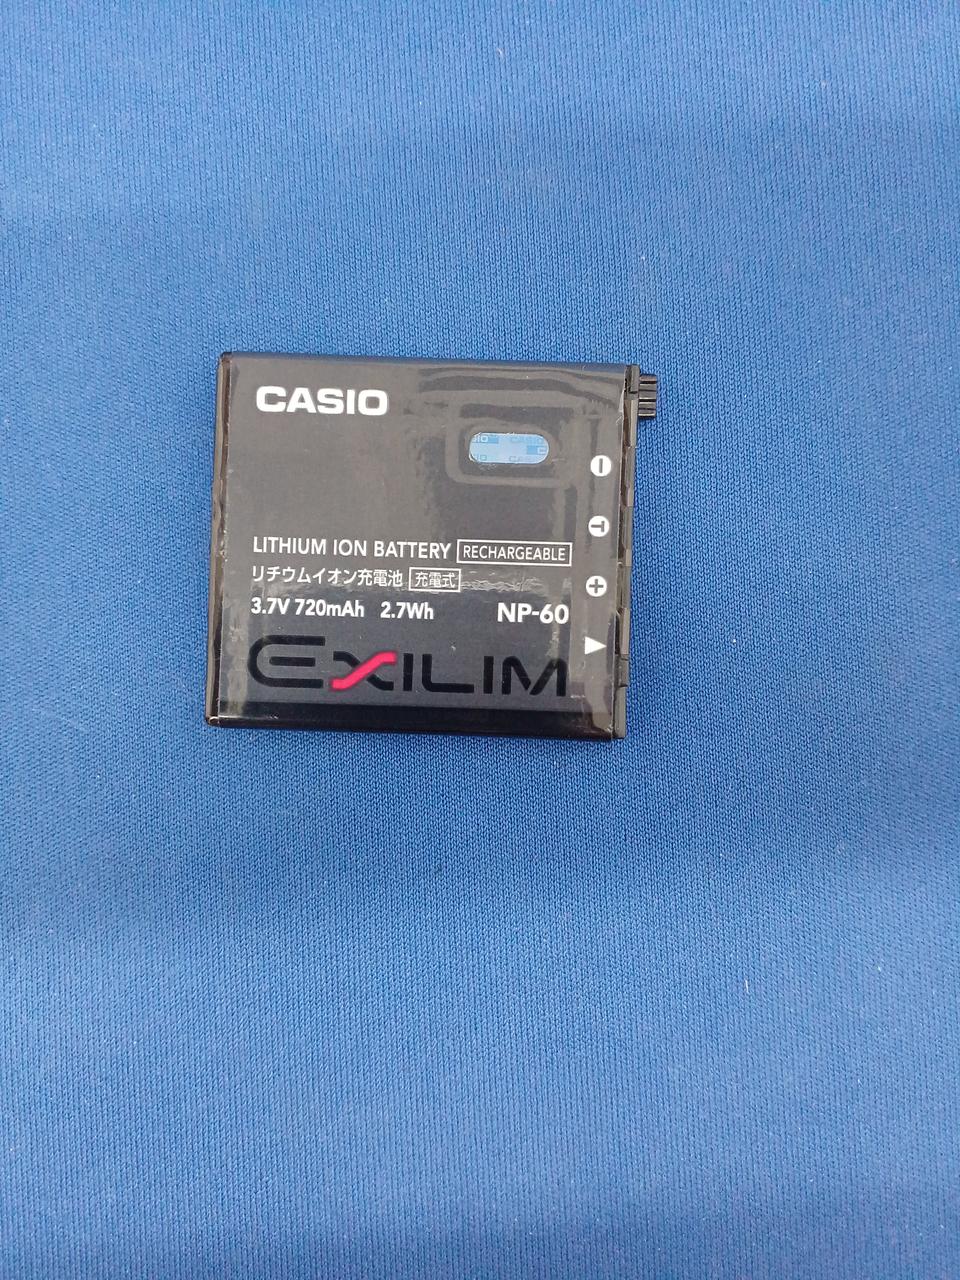 CASIO
CASIO
LITHIUM ION BATTERY RECHARGEABLE
リチウムイオン充電池 充電式
3.7V 720mAh 2.7Wh NP-60
EXILIM